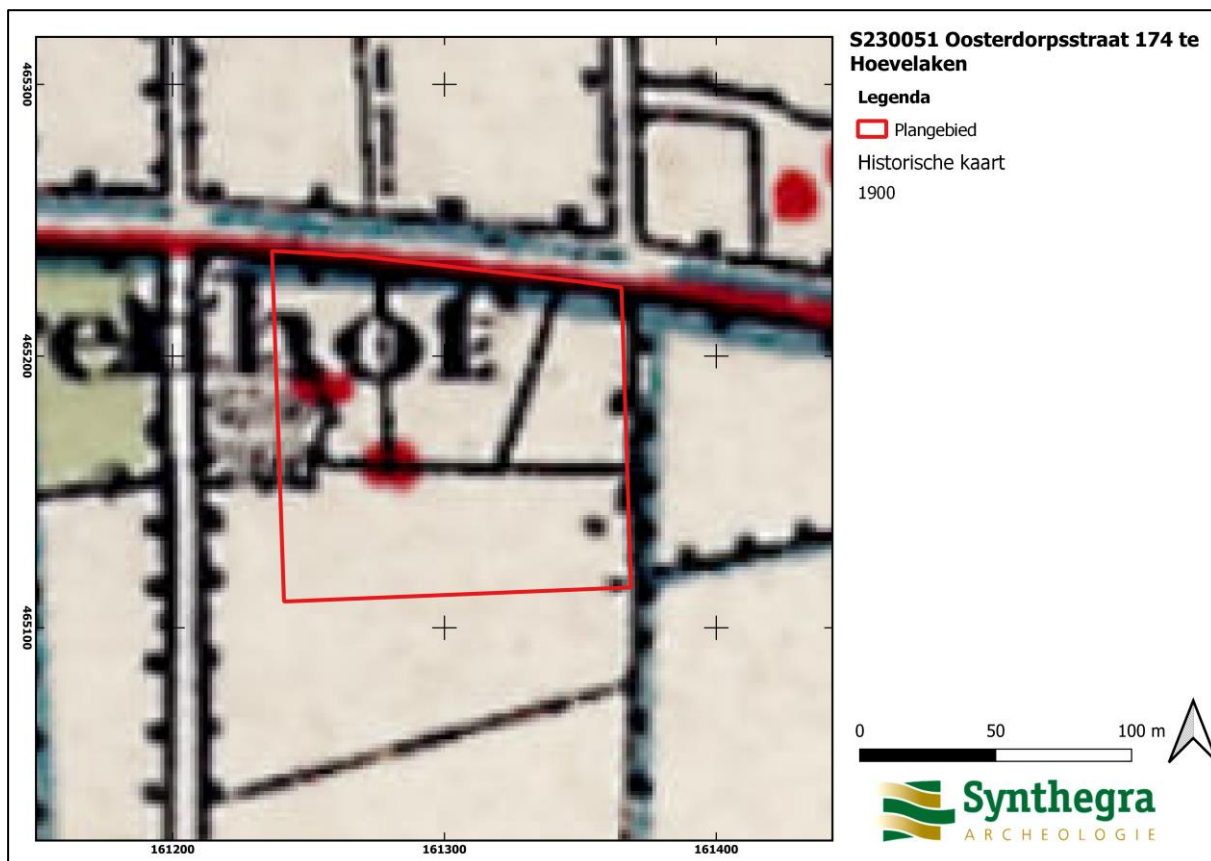 S230051 Oosterdorpsstraat 174 te
Hoevelaken
Legenda
Plangebied
Historische kaart
1900
465300
465200
465100
hof
161200
161300
161400
0 50 100 m
Synthegra
ARCHEOLOGIE